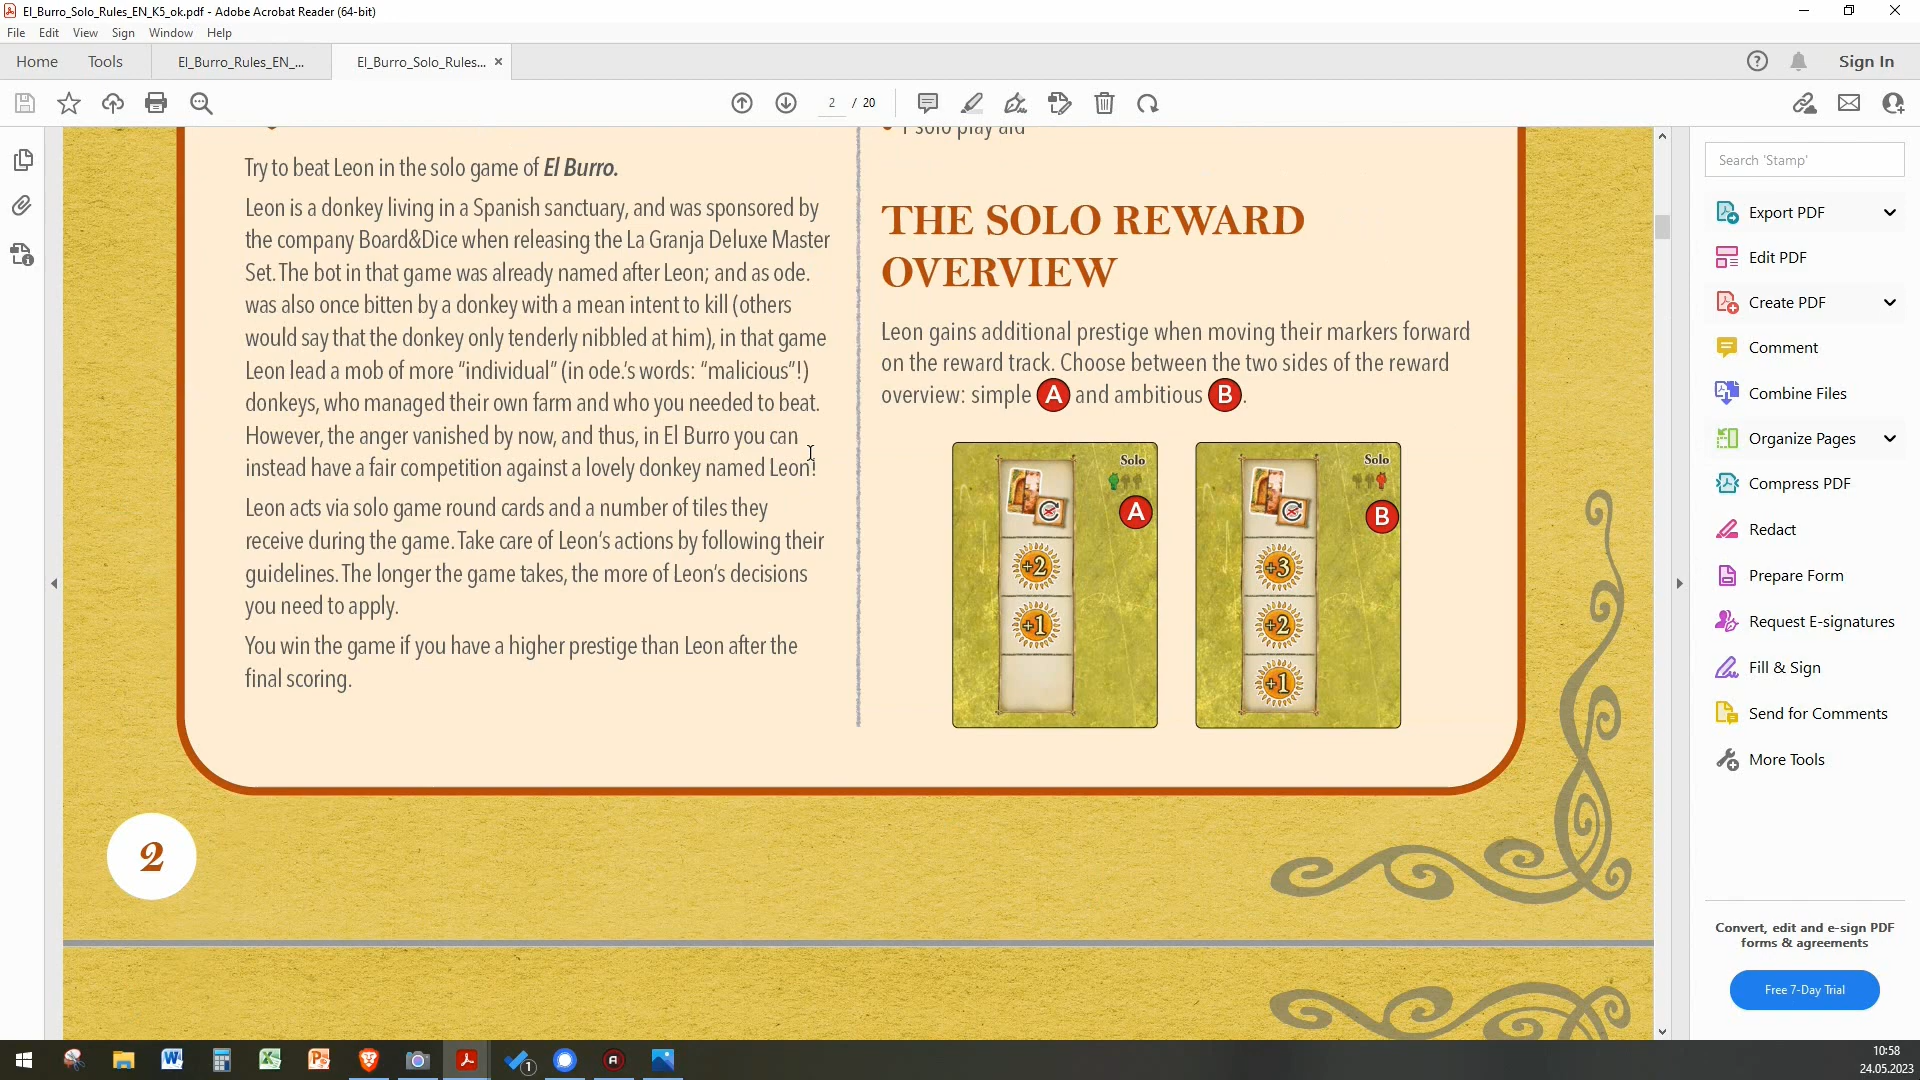 El_Burro_Solo_Rules_EN_K5_ok.pdf - Adobe Acrobat Reader (64-bit)
File Edit View Sign Window Help
Home Tools El_Burro_Rules_EN_... El_Burro_Solo_Rules... × Sign In
2 / 20
1 solo play aid
Try to beat Leon in the solo game of El Burro.
Leon is a donkey living in a Spanish sanctuary, and was sponsored by
the company Board&Dice when releasing the La Granja Deluxe Master
Set. The bot in that game was already named after Leon; and as ode.
was also once bitten by a donkey with a mean intent to kill (others
would say that the donkey only tenderly nibbled at him), in that game
Leon lead a mob of more “individual” (in ode.’s words: “malicious”!)
donkeys, who managed their own farm and who you needed to beat.
However, the anger vanished by now, and thus, in El Burro you can
instead have a fair competition against a lovely donkey named Leon!
Leon acts via solo game round cards and a number of tiles they
receive during the game. Take care of Leon’s actions by following their
guidelines. The longer the game takes, the more of Leon’s decisions
you need to apply.
You win the game if you have a higher prestige than Leon after the
final scoring.
THE SOLO REWARD
OVERVIEW
Leon gains additional prestige when moving their markers forward
on the reward track. Choose between the two sides of the reward
overview: simple A and ambitious B.
Solo
A
+2
+1
Solo
B
+3
+2
+1
2
Search 'Stamp'
Export PDF
Edit PDF
Create PDF
Comment
Combine Files
Organize Pages
Compress PDF
Redact
Prepare Form
Request E-signatures
Fill & Sign
Send for Comments
More Tools
Convert, edit and e-sign PDF
forms & agreements
Free 7-Day Trial
1
10:58
24.05.2023